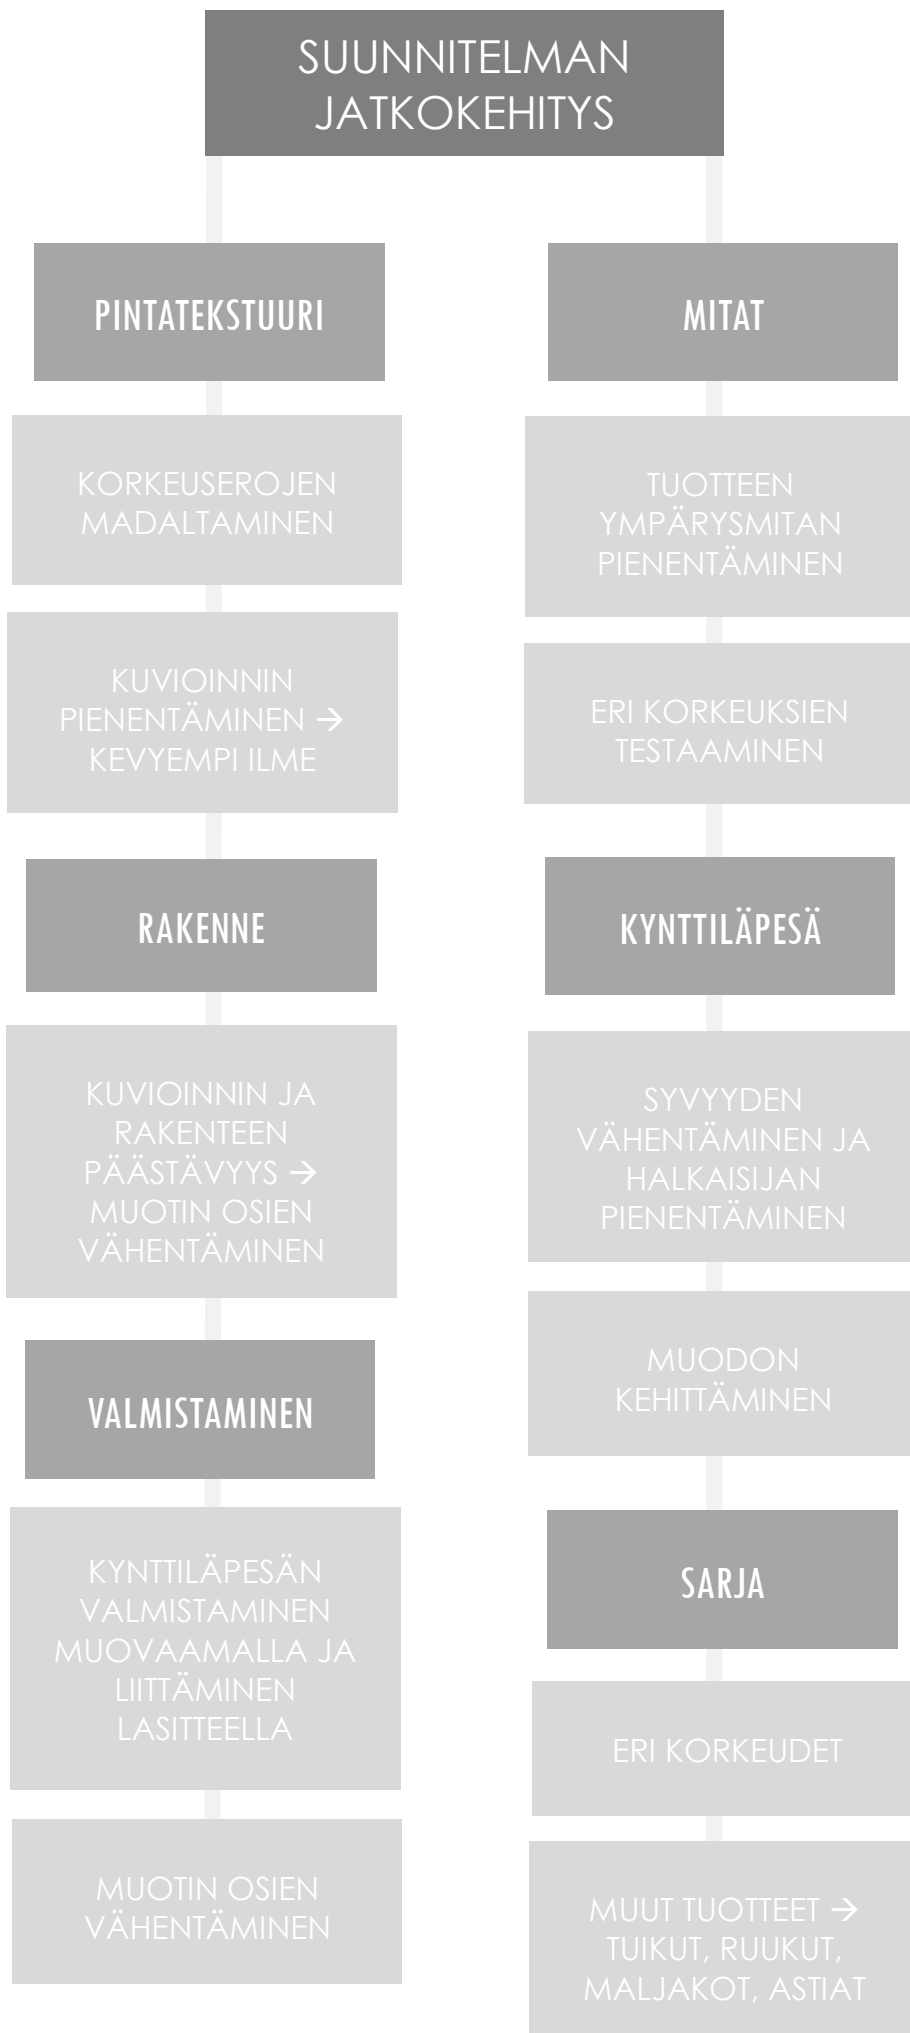 SUUNNITELMAN
JATKOKEHITYS
PINTATEKSTUURI
KORKEUSEROJEN
MADALTAMINEN
KUVIOINNIN
PIENENTÄMINEN →
KEVYEMPI ILME
RAKENNE
KUVIOINNIN JA
RAKENTEEN
PÄÄSTÄVYYS →
MUOTIN OSIEN
VÄHENTÄMINEN
VALMISTAMINEN
KYNTTILÄPESÄN
VALMISTAMINEN
MUOVAAMALLA JA
LIITTÄMINEN
LASITTEELLA
MUOTIN OSIEN
VÄHENTÄMINEN
MITAT
TUOTTEEN
YMPÄRYSMITAN
PIENENTÄMINEN
ERI KORKEUKSIEN
TESTAAMINEN
KYNTTILÄPESÄ
SYVYYDEN
VÄHENTÄMINEN JA
HALKAISIJAN
PIENENTÄMINEN
MUODON
KEHITTÄMINEN
SARJA
ERI KORKEUDET
MUUT TUOTTEET →
TUIKUT, RUUKUT,
MALJAKOT, ASTIAT